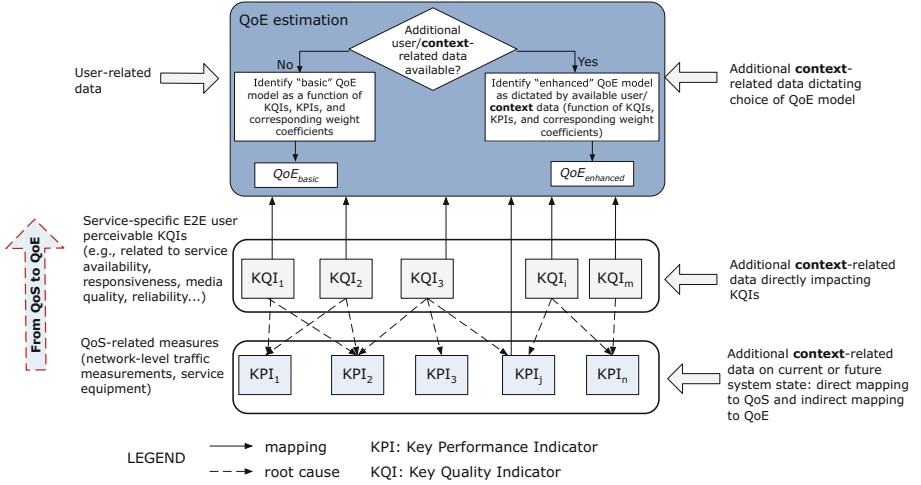 QoE estimation
Additional
user/context-
related data
available?
No
Yes
User-related
data
Identify "basic" QoE
model as a function of
KQIs, KPIs, and
corresponding weight
coefficients
Identify "enhanced" QoE model
as dictated by available user/
context data (function of KQIs,
KPIs, and corresponding weight
coefficients)
Additional context-
related data dictating
choice of QoE model
QoEbasic
QoEenhanced
From QoS to QoE
Service-specific E2E user
perceivable KQIs
(e.g., related to service
availability,
responsiveness, media
quality, reliability...)
KQI1
KQI2
KQI3
KQIi
KQIm
Additional context-related
data directly impacting
KQIs
QoS-related measures
(network-level traffic
measurements, service
equipment)
KPI1
KPI2
KPI3
KPIj
KPIn
Additional context-related
data on current or future
system state: direct mapping
to QoS and indirect mapping
to QoE
LEGEND
mapping
KPI: Key Performance Indicator
root cause
KQI: Key Quality Indicator